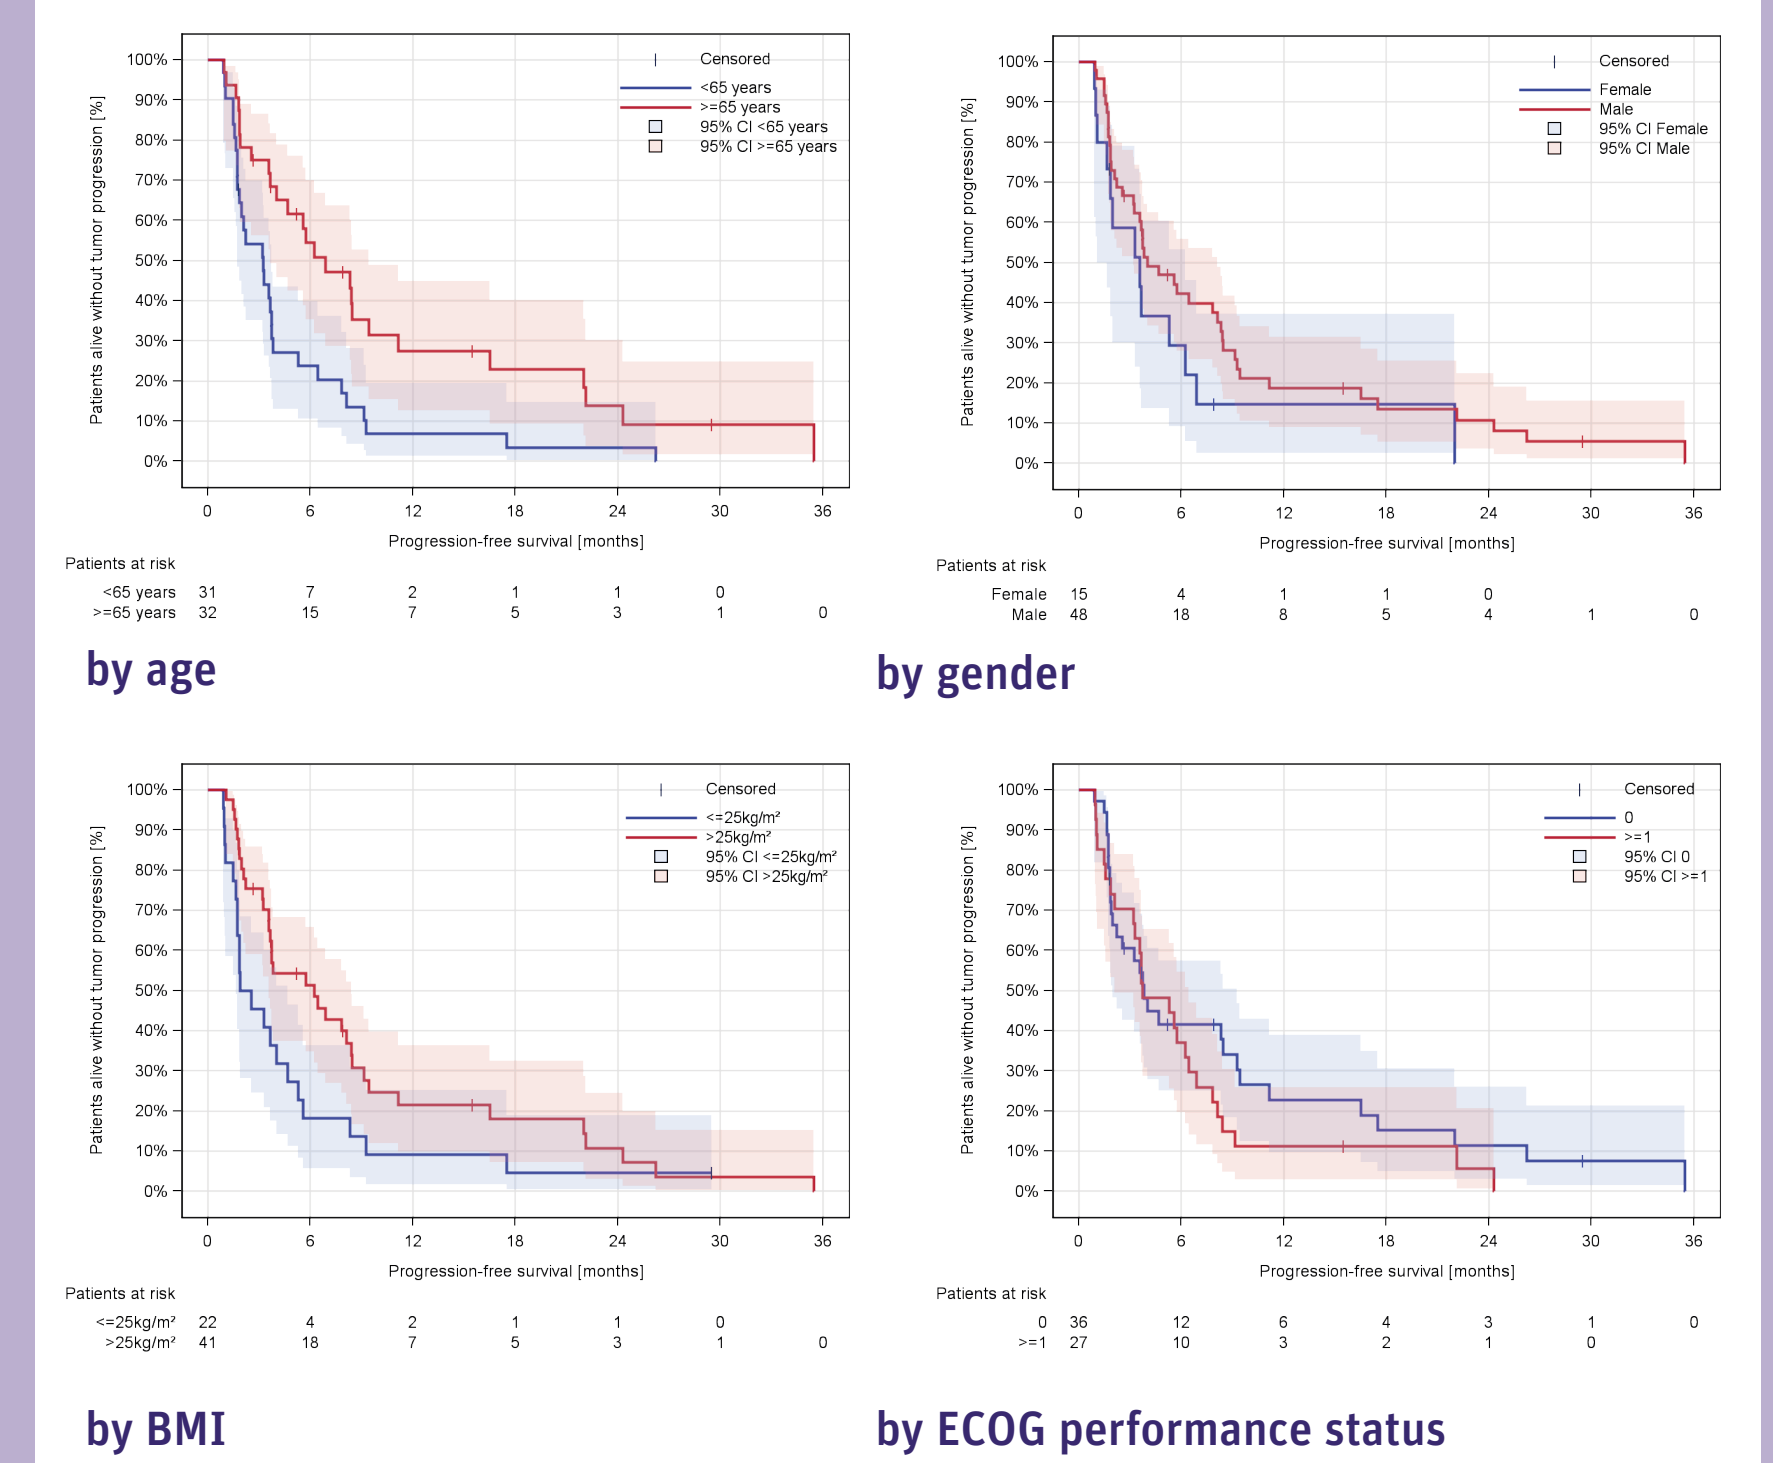 Patients alive without tumor progression [%]
100%
90%
80%
70%
60%
50%
40%
30%
20%
10%
0%
Censored
<65 years
>=65 years
95% CI <65 years
95% CI >=65 years
0 6 12 18 24 30 36
Progression-free survival [months]
Patients at risk
<65 years 31 7 2 1 1 0
>=65 years 32 15 7 5 3 1 0
by age
Patients alive without tumor progression [%]
100%
90%
80%
70%
60%
50%
40%
30%
20%
10%
0%
Censored
Female
Male
95% CI Female
95% CI Male
0 6 12 18 24 30 36
Progression-free survival [months]
Patients at risk
Female 15 4 1 1 0
Male 48 18 8 5 4 1 0
by gender
Patients alive without tumor progression [%]
100%
90%
80%
70%
60%
50%
40%
30%
20%
10%
0%
Censored
<=25kg/m²
>25kg/m²
95% CI <=25kg/m²
95% CI >25kg/m²
0 6 12 18 24 30 36
Progression-free survival [months]
Patients at risk
<=25kg/m² 22 4 2 1 1 0
>25kg/m² 41 18 7 5 3 1 0
by BMI
Patients alive without tumor progression [%]
100%
90%
80%
70%
60%
50%
40%
30%
20%
10%
0%
Censored
0
>=1
95% CI 0
95% CI >=1
0 6 12 18 24 30 36
Progression-free survival [months]
Patients at risk
0 36 12 6 4 3 1 0
>=1 27 10 3 2 1 0
by ECOG performance status